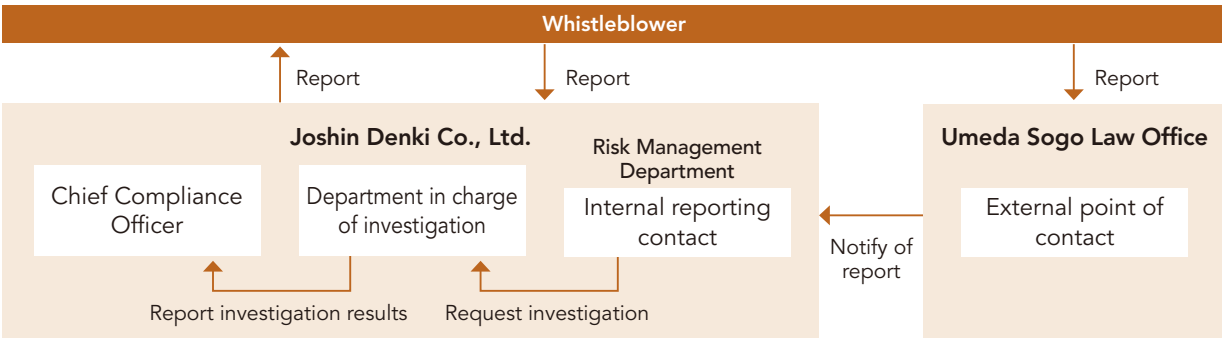 Whistleblower
Report
Report
Report
Joshin Denki Co., Ltd.
Risk Management
Department
Chief Compliance
Officer
Department in charge
of investigation
Internal reporting
contact
Report investigation results
Request investigation
Notify of
report
Umeda Sogo Law Office
External point of
contact